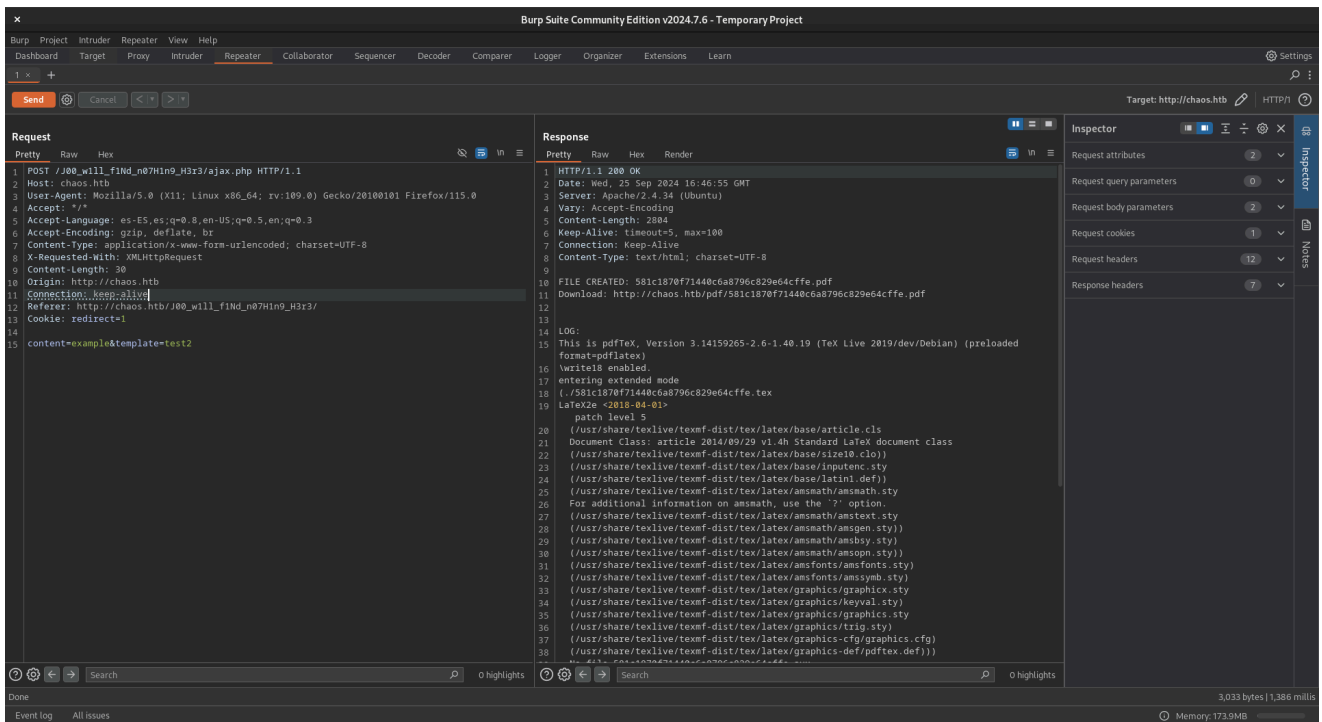 Burp Suite Community Edition v2024.7.6 - Temporary Project
Burp Project Intruder Repeater View Help
Dashboard Target Proxy Intruder Repeater Collaborator Sequencer Decoder Comparer Logger Organizer Extensions Learn Settings
1 × +
Send Cancel < > Target: http://chaos.htb HTTP/1
Request
Pretty Raw Hex \n
1 POST /J00_w1ll_f1Nd_n07H1n9_H3r3/ajax.php HTTP/1.1
2 Host: chaos.htb
3 User-Agent: Mozilla/5.0 (X11; Linux x86_64; rv:109.0) Gecko/20100101 Firefox/115.0
4 Accept: */*
5 Accept-Language: es-ES,es;q=0.8,en-US;q=0.5,en;q=0.3
6 Accept-Encoding: gzip, deflate, br
7 Content-Type: application/x-www-form-urlencoded; charset=UTF-8
8 X-Requested-With: XMLHttpRequest
9 Content-Length: 30
10 Origin: http://chaos.htb
11 Connection: keep-alive
12 Referer: http://chaos.htb/J00_w1ll_f1Nd_n07H1n9_H3r3/
13 Cookie: redirect=1
14
15 content=example&template=test2
Search 0 highlights
Response
Pretty Raw Hex Render \n
1 HTTP/1.1 200 OK
2 Date: Wed, 25 Sep 2024 16:46:55 GMT
3 Server: Apache/2.4.34 (Ubuntu)
4 Vary: Accept-Encoding
5 Content-Length: 2804
6 Keep-Alive: timeout=5, max=100
7 Connection: Keep-Alive
8 Content-Type: text/html; charset=UTF-8
9
10 FILE CREATED: 581c1870f71440c6a8796c829e64cffe.pdf
11 Download: http://chaos.htb/pdf/581c1870f71440c6a8796c829e64cffe.pdf
12
13
14 LOG:
15 This is pdfTeX, Version 3.14159265-2.6-1.40.19 (TeX Live 2019/dev/Debian) (preloaded
format=pdflatex)
16 \write18 enabled.
17 entering extended mode
18 (./581c1870f71440c6a8796c829e64cffe.tex
19 LaTeX2e <2018-04-01>
patch level 5
20 (/usr/share/texlive/texmf-dist/tex/latex/base/article.cls
21 Document Class: article 2014/09/29 v1.4h Standard LaTeX document class
22 (/usr/share/texlive/texmf-dist/tex/latex/base/size10.clo))
23 (/usr/share/texlive/texmf-dist/tex/latex/base/inputenc.sty
24 (/usr/share/texlive/texmf-dist/tex/latex/base/latin1.def))
25 (/usr/share/texlive/texmf-dist/tex/latex/amsmath/amsmath.sty
26 For additional information on amsmath, use the `?' option.
27 (/usr/share/texlive/texmf-dist/tex/latex/amsmath/amstext.sty
28 (/usr/share/texlive/texmf-dist/tex/latex/amsmath/amsgen.sty))
29 (/usr/share/texlive/texmf-dist/tex/latex/amsmath/amsbsy.sty)
30 (/usr/share/texlive/texmf-dist/tex/latex/amsmath/amsopn.sty))
31 (/usr/share/texlive/texmf-dist/tex/latex/amsfonts/amsfonts.sty)
32 (/usr/share/texlive/texmf-dist/tex/latex/amsfonts/amssymb.sty)
33 (/usr/share/texlive/texmf-dist/tex/latex/graphics/graphicx.sty
34 (/usr/share/texlive/texmf-dist/tex/latex/graphics/keyval.sty)
35 (/usr/share/texlive/texmf-dist/tex/latex/graphics/graphics.sty
36 (/usr/share/texlive/texmf-dist/tex/latex/graphics/trig.sty)
37 (/usr/share/texlive/texmf-dist/tex/latex/graphics-cfg/graphics.cfg)
38 (/usr/share/texlive/texmf-dist/tex/latex/graphics-def/pdftex.def)))
Search 0 highlights
Inspector
Request attributes 2
Request query parameters 0
Request body parameters 2
Request cookies 1
Request headers 12
Response headers 7
Inspector
Notes
Done 3,033 bytes | 1,386 millis
Event log All issues Memory: 173.9MB